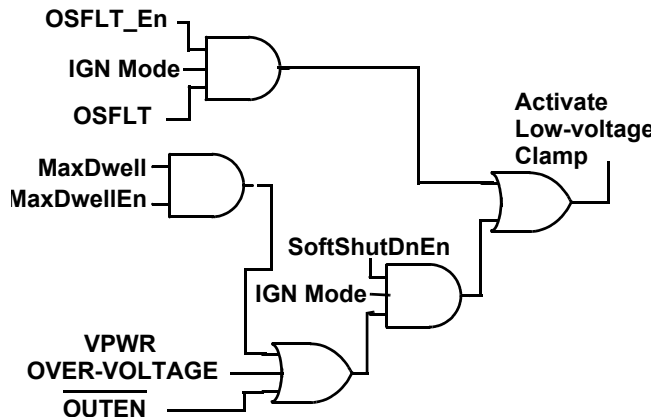 OSFLT_En
IGN Mode
OSFLT
Activate
Low-voltage
Clamp
MaxDwell
MaxDwellEn
SoftShutDnEn
IGN Mode
VPWR
OVER-VOLTAGE
OUTEN